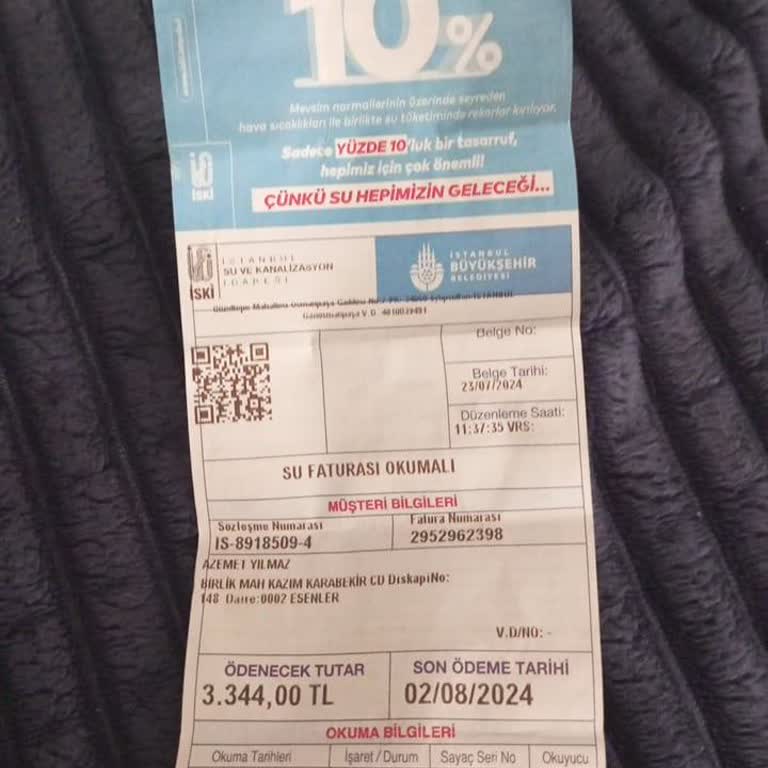 10%
Mevsim normallerinin üzerinde seyreden
hava sıcaklıkları ile birlikte su tüketiminde rekorlar kırılıyor.
Sadece YÜZDE 10'luk bir tasarruf,
hepimiz için çok önemli!
ÇÜNKÜ SU HEPİMİZİN GELECEĞİ...
İSKİ
İSTANBUL
SU VE KANALİZASYON
İDARESİ
İSKİ
İSTANBUL
BÜYÜKŞEHİR
BELEDİYESİ
Güzeltepe Mahallesi Osmanpaşa Caddesi
Gaziosmanpaşa V.D.
Belge No:
Belge Tarihi:
23/07/2024
Düzenleme Saati:
11:37:35 VRS:
SU FATURASI OKUMALI
MÜŞTERİ BİLGİLERİ
Sözleşme Numarası
IS-8918509-4
Fatura Numarası
2952962398
AZEMET YILMAZ
BİRLİK MAH KAZIM KARABEKİR CD DiskapiNo:
148 Daire:0002 ESENLER
V.D/NO: -
ÖDENECEK TUTAR
3.344,00 TL
SON ÖDEME TARİHİ
02/08/2024
OKUMA BİLGİLERİ
Okuma Tarihleri
İşaret / Durum
Sayaç Seri No
Okuyucu